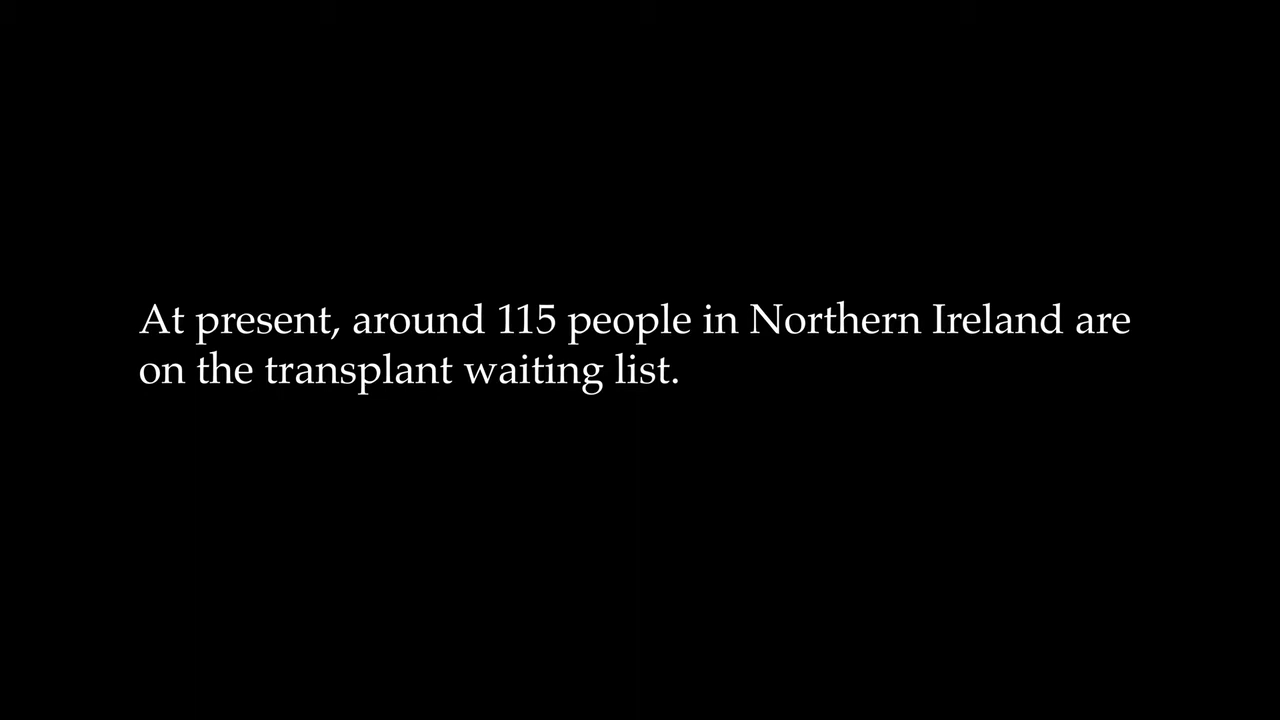 At present, around 115 people in Northern Ireland are
on the transplant waiting list.